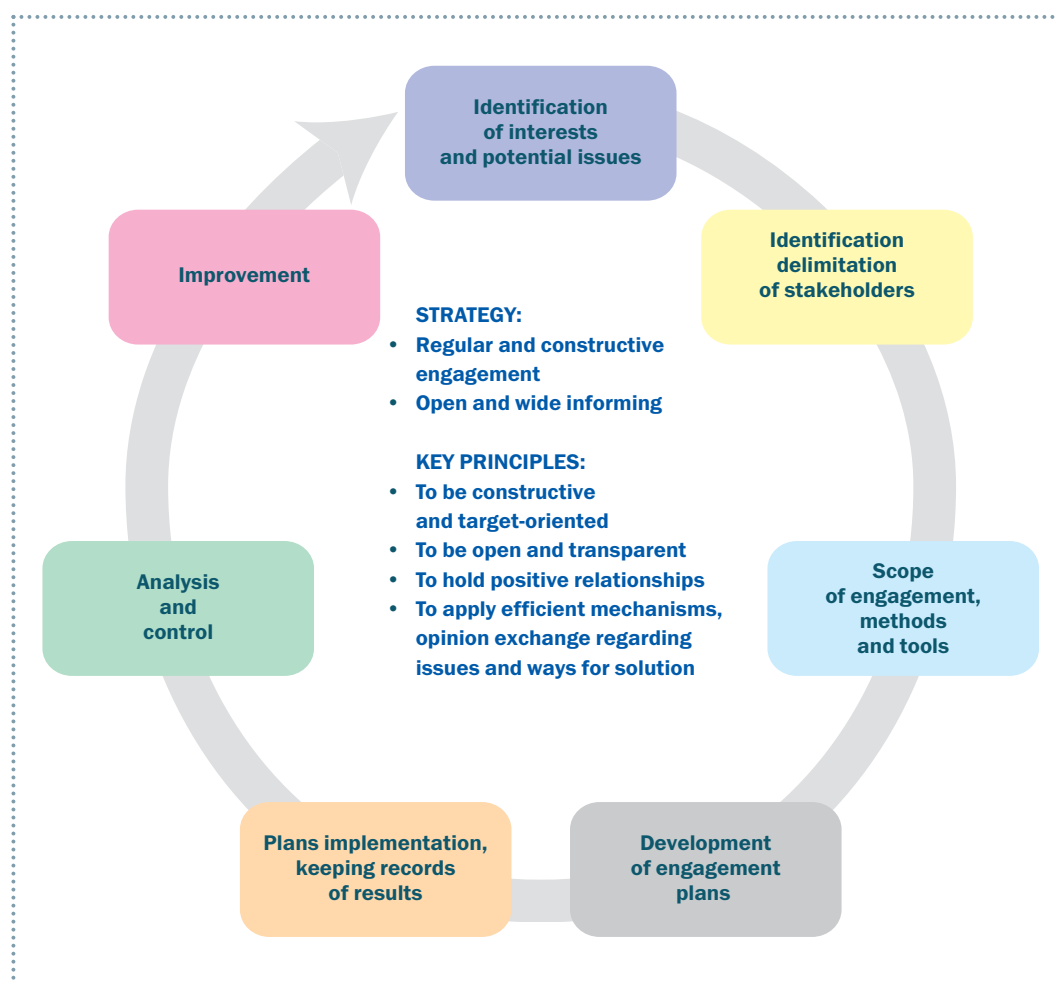 Identification
of interests
and potential issues
Identification
delimitation
of stakeholders
Improvement
STRATEGY:
• Regular and constructive
engagement
• Open and wide informing
KEY PRINCIPLES:
• To be constructive
and target-oriented
• To be open and transparent
• To hold positive relationships
• To apply efficient mechanisms,
opinion exchange regarding
issues and ways for solution
Scope
of engagement,
methods
and tools
Analysis
and
control
Plans implementation,
keeping records
of results
Development
of engagement
plans